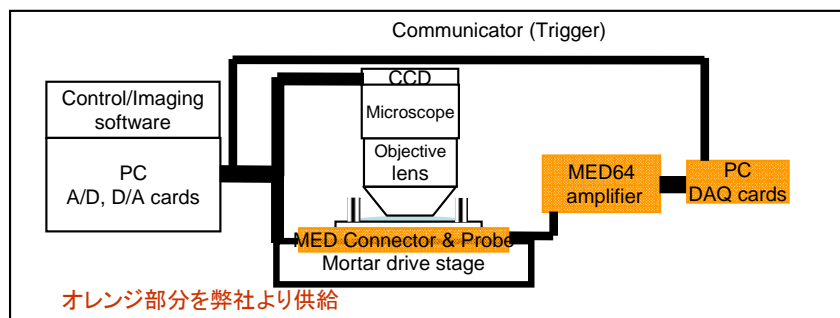 Communicator (Trigger)
Control/Imaging
software
PC
A/D, D/A cards
CCD
Microscope
Objective
lens
MED64
amplifier
PC
DAQ cards
MED Connector & Probe
Mortar drive stage
オレンジ部分を弊社より供給